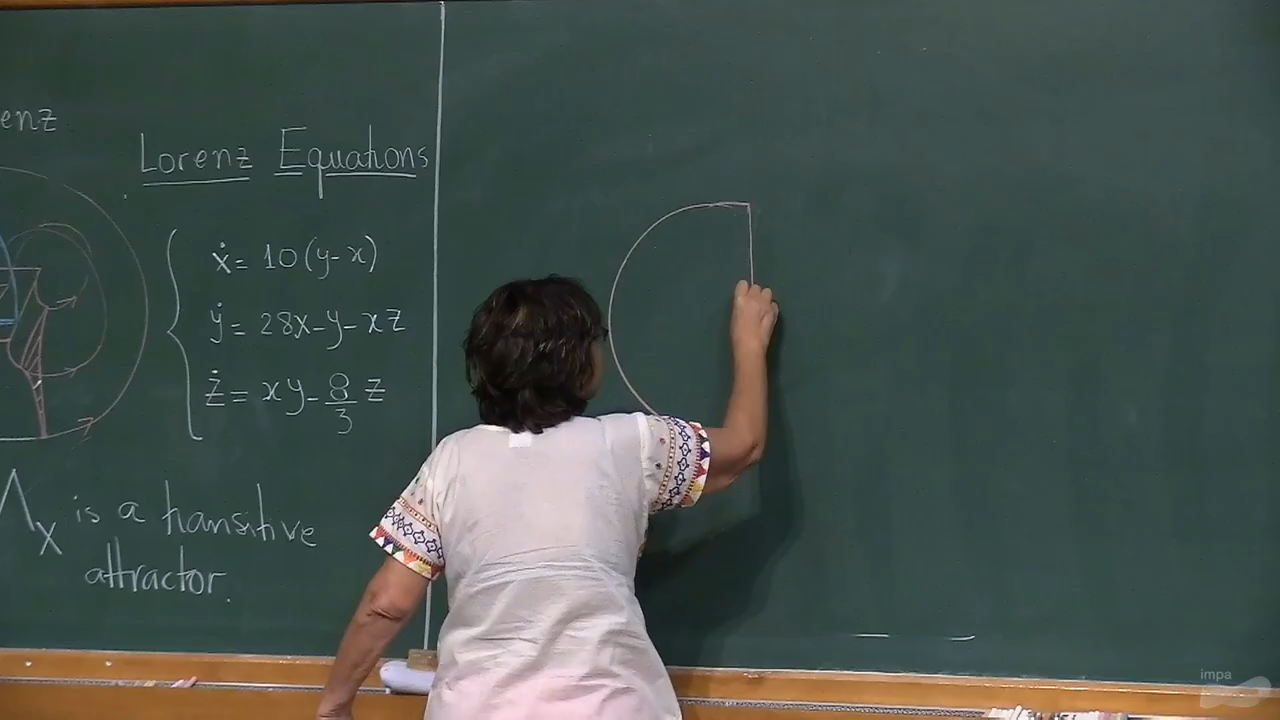 enz
Lorenz Equations
ẋ = 10(y-x)
ẏ = 28x-y-xz
ż = xy-8/3 z
Λx is a transitive
attractor.
impa